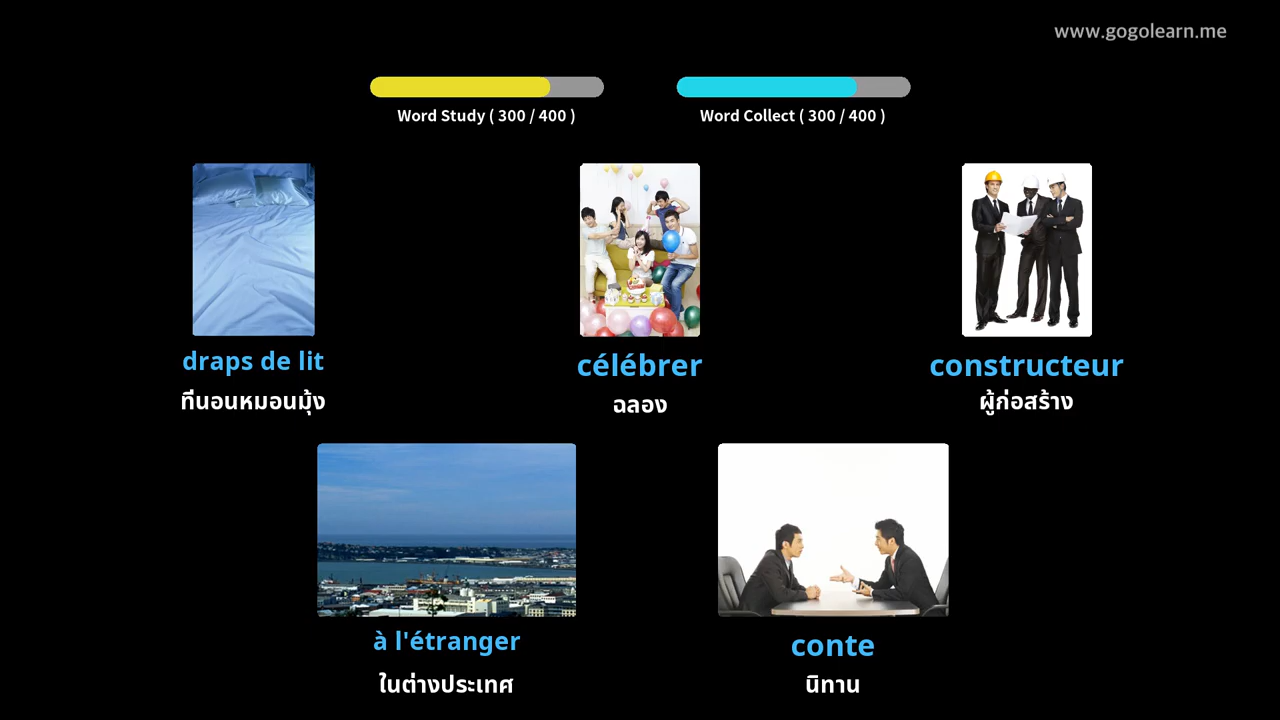 www.gogolearn.me
Word Study ( 300 / 400 )
Word Collect ( 300 / 400 )
draps de lit
ที่นอนหมอนมุ้ง
célébrer
ฉลอง
constructeur
ผู้ก่อสร้าง
à l'étranger
ในต่างประเทศ
conte
นิทาน